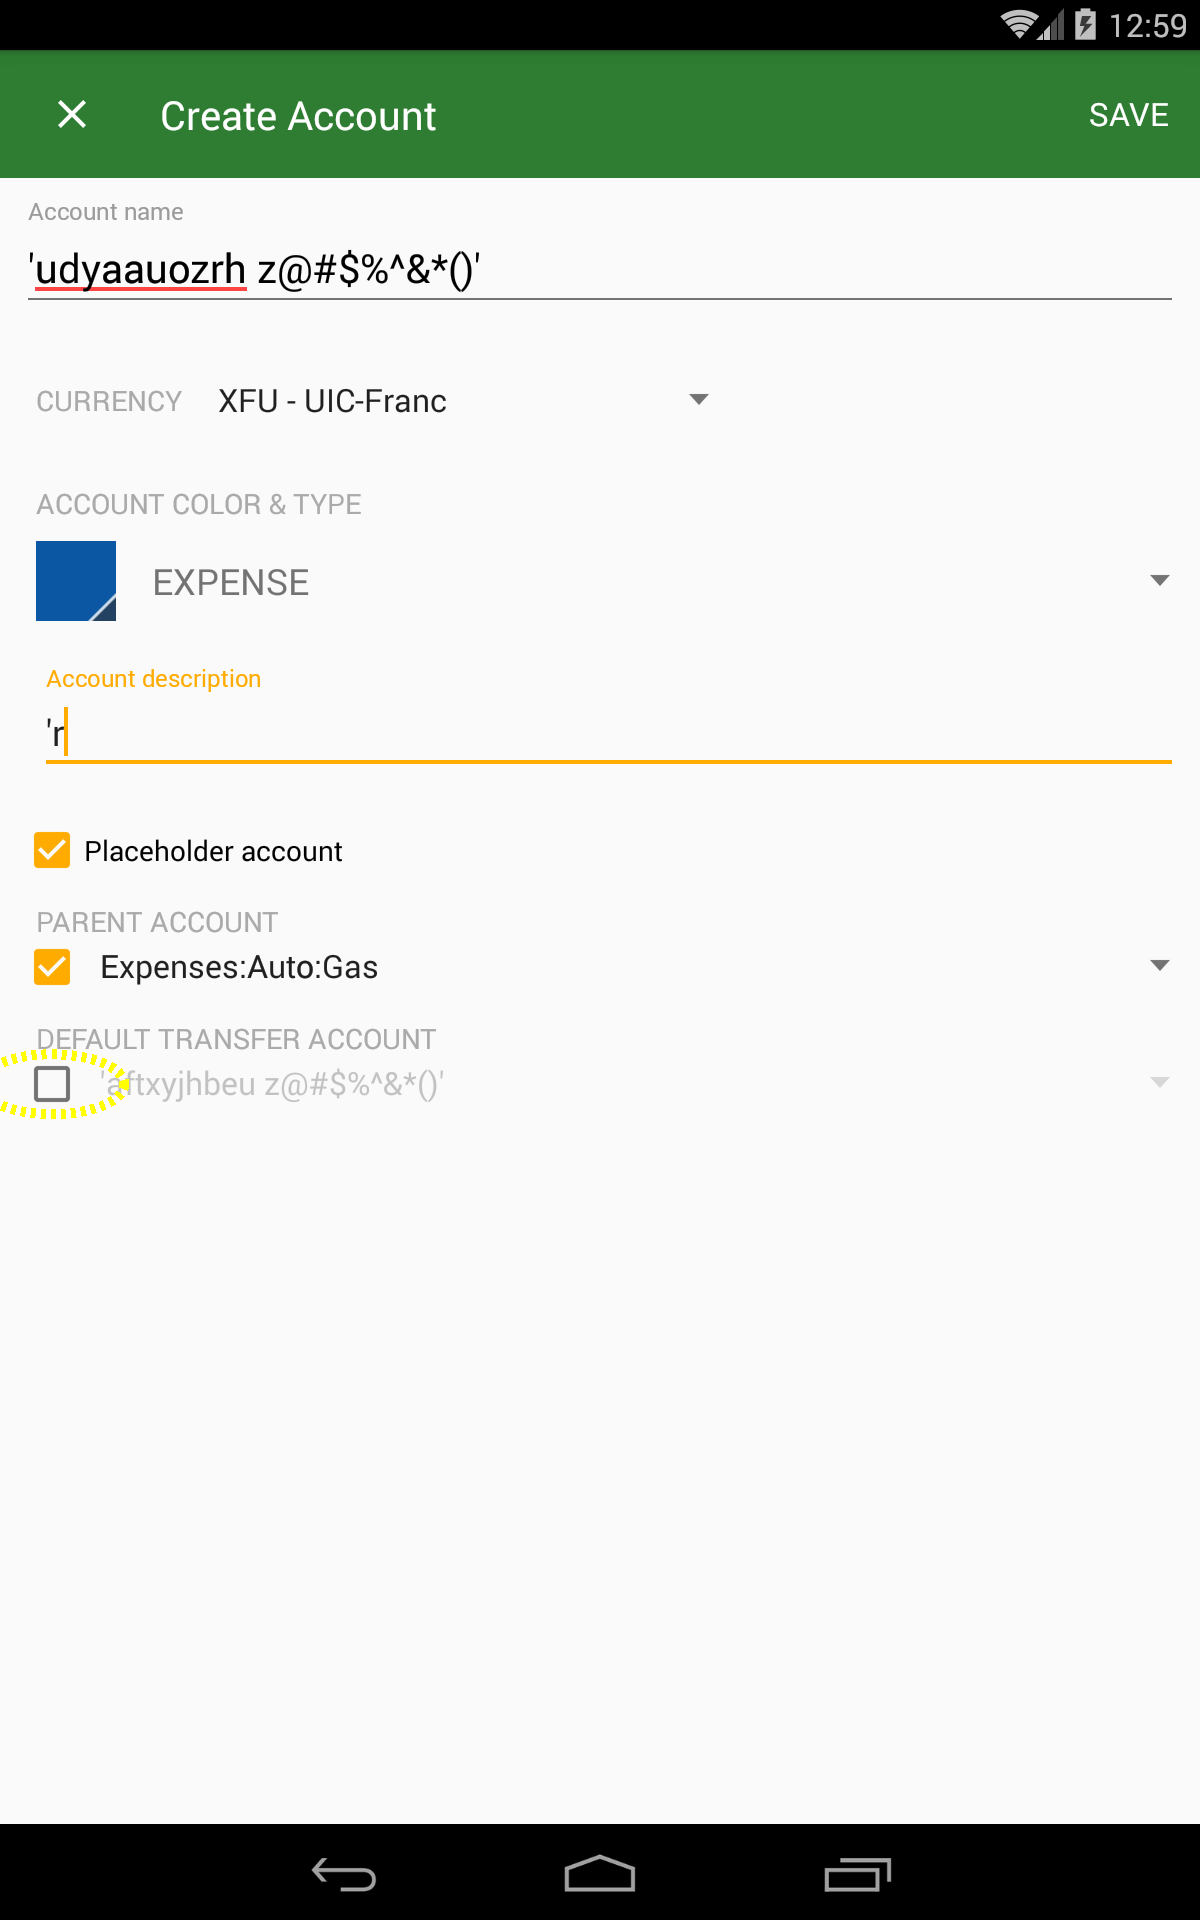 12:59
Create Account
SAVE
Account name
'udyaauozrh z@#$%^&*()'
CURRENCY XFU - UIC-Franc
ACCOUNT COLOR & TYPE
EXPENSE
Account description
'r
Placeholder account
PARENT ACCOUNT
Expenses:Auto:Gas
DEFAULT TRANSFER ACCOUNT
'aftxyjhbeu z@#$%^&*()'